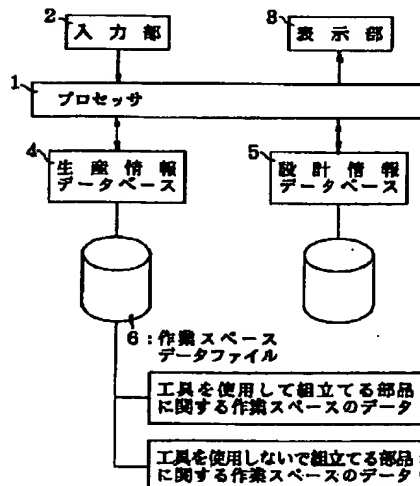 2 入力部
8 表示部
1 プロセッサ
4 生産情報
データベース
5 設計情報
データベース
6：作業スペース
データファイル
工具を使用して組立てる部品
に関する作業スペースのデータ
工具を使用しないで組立てる部品
に関する作業スペースのデータ